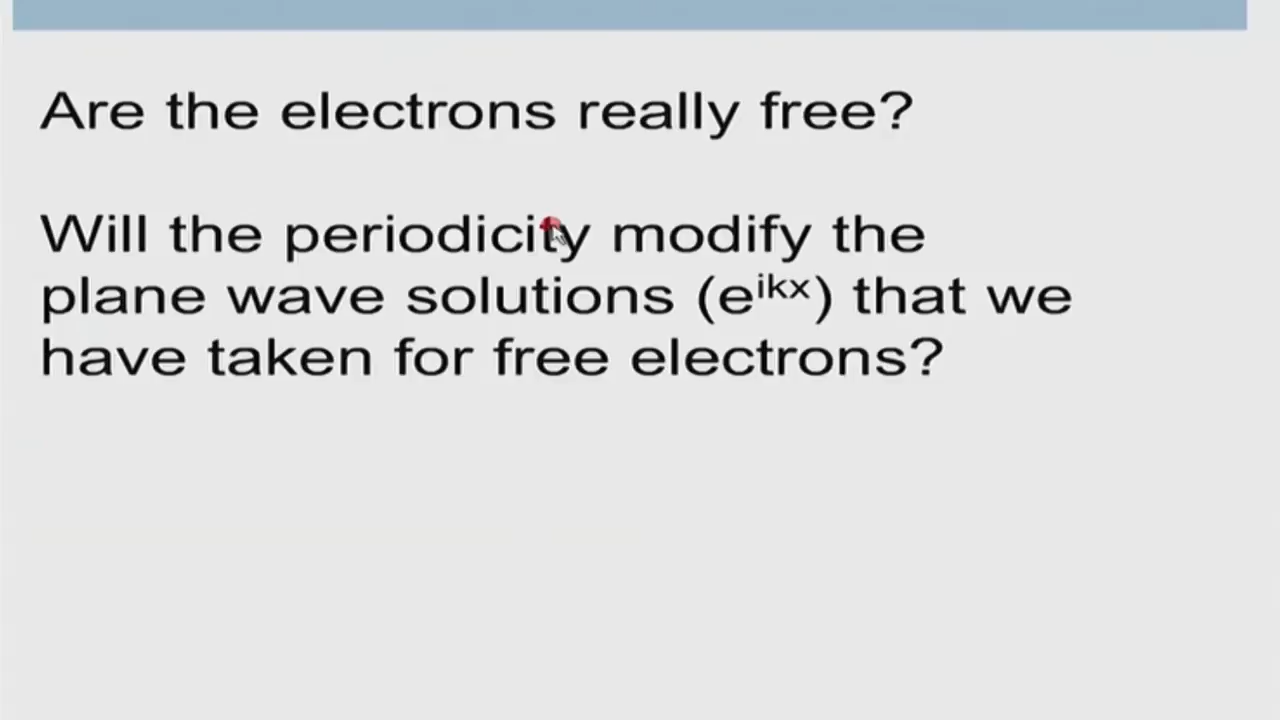 Are the electrons really free?
Will the periodicity modify the
plane wave solutions (eⁱᵏˣ) that we
have taken for free electrons?